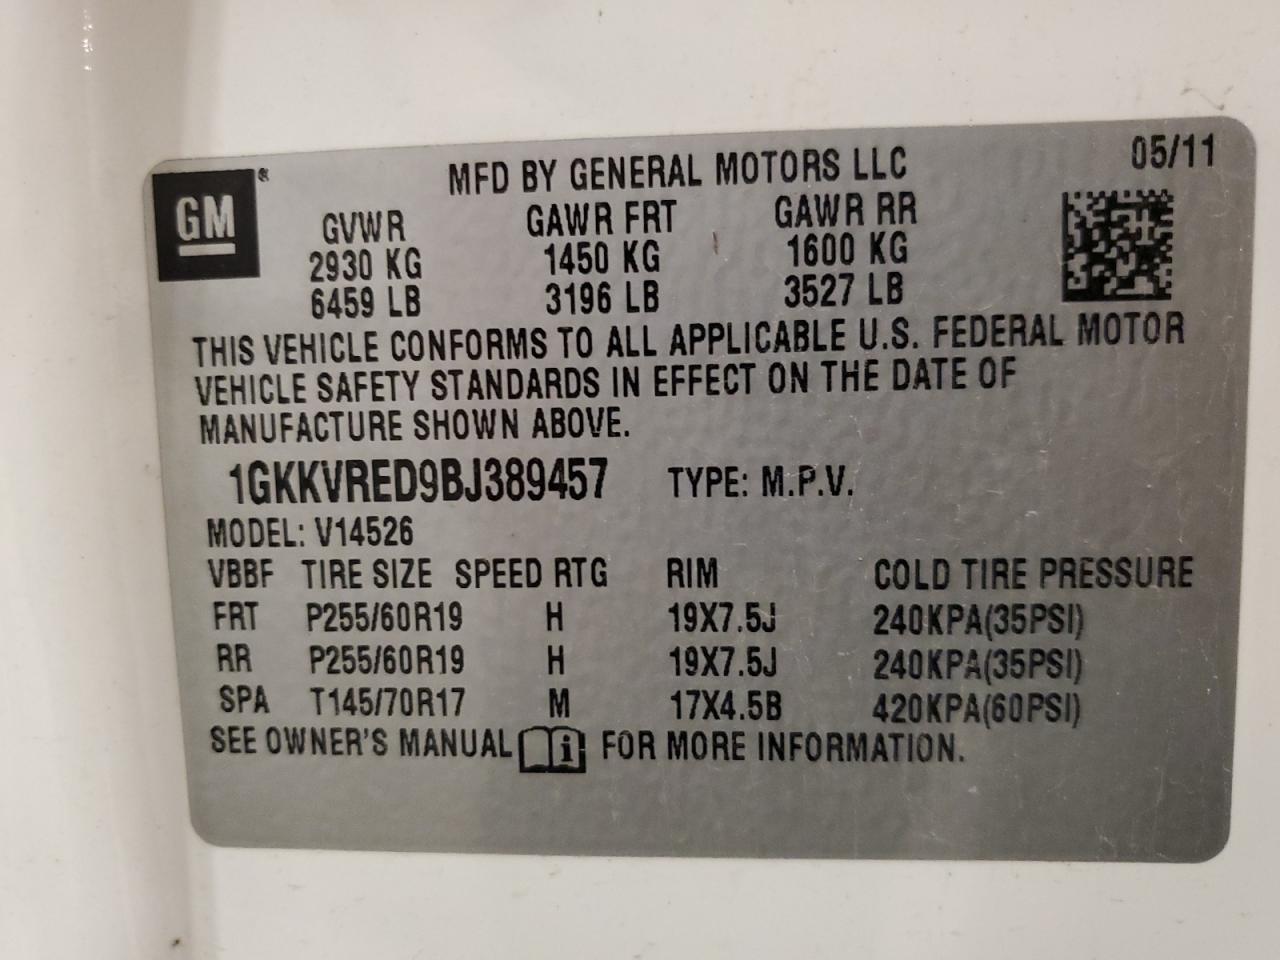 GM®
MFD BY GENERAL MOTORS LLC 05/11
GVWR GAWR FRT GAWR RR
2930 KG 1450 KG 1600 KG
6459 LB 3196 LB 3527 LB
THIS VEHICLE CONFORMS TO ALL APPLICABLE U.S. FEDERAL MOTOR
VEHICLE SAFETY STANDARDS IN EFFECT ON THE DATE OF
MANUFACTURE SHOWN ABOVE.
1GKKVRED9BJ389457 TYPE: M.P.V.
MODEL: V14526
VBBF TIRE SIZE SPEED RTG RIM COLD TIRE PRESSURE
FRT P255/60R19 H 19X7.5J 240KPA(35PSI)
RR P255/60R19 H 19X7.5J 240KPA(35PSI)
SPA T145/70R17 M 17X4.5B 420KPA(60PSI)
SEE OWNER'S MANUAL i FOR MORE INFORMATION.